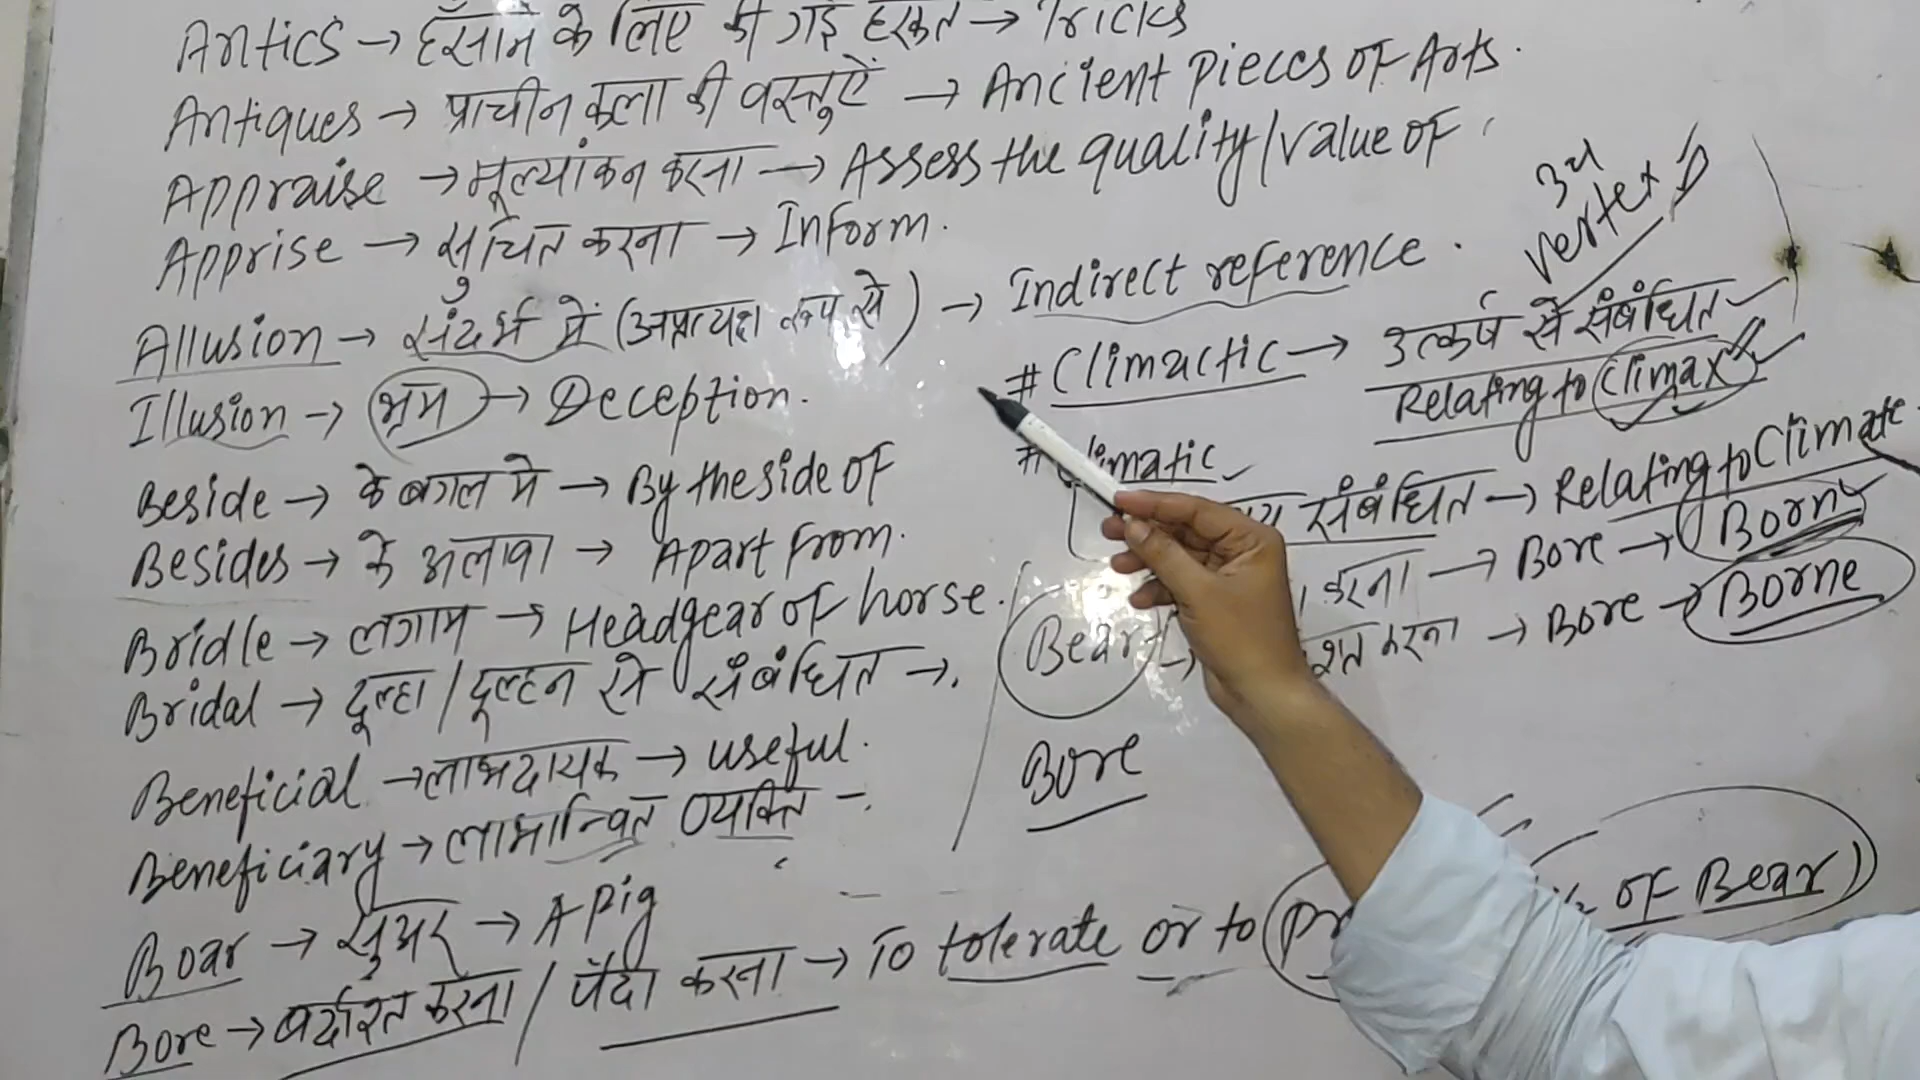 Antics → हँसाने के लिए की गई हरकत → Tricks
Antiques → प्राचीन कला की वस्तुऐं → Ancient pieces of Arts.
Appraise → मूल्यांकन करना → Assess the quality/value of
Apprise → सुचित करना → Inform.
Allusion → संदर्भ में (अप्रत्यक्ष रूप से) → Indirect reference.
Illusion → भ्रम → Deception.
Beside → के बगल मे → By the side of
Besides → के अलावा → Apart from.
Bridle → लगाम → Headgear of horse.
Bridal → दूल्हा/दूल्हन से संबंधित →.
Beneficial → लाभदायक → useful.
Beneficiary → लाभान्वित व्यक्ति -.
Boar → सुअर → A pig
Bore → बर्दाश्त करना / पैदा करना → To tolerate or to of Bear)
3rd
vertex
# Climactic → उत्कर्ष से संबंधित
Relating to Climax
# Climatic
संबंधित → Relating to Climate
Bear करना → Bore → Born
करना → Bore → Borne
Bore